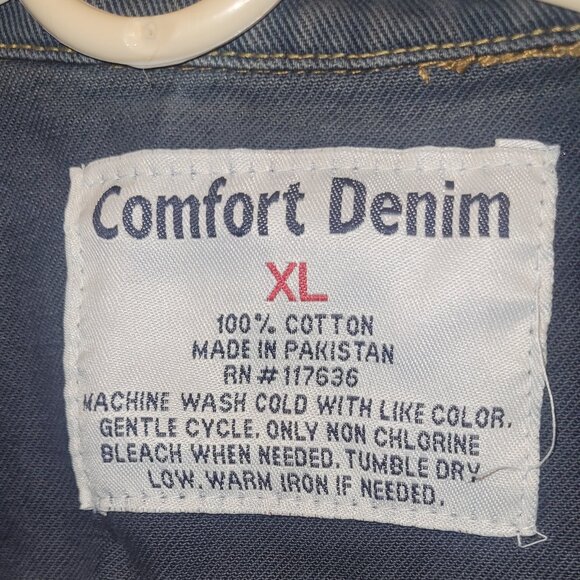 Comfort Denim
XL
100% COTTON
MADE IN PAKISTAN
RN # 117636
MACHINE WASH COLD WITH LIKE COLOR.
GENTLE CYCLE. ONLY NON CHLORINE
BLEACH WHEN NEEDED. TUMBLE DRY
LOW. WARM IRON IF NEEDED.